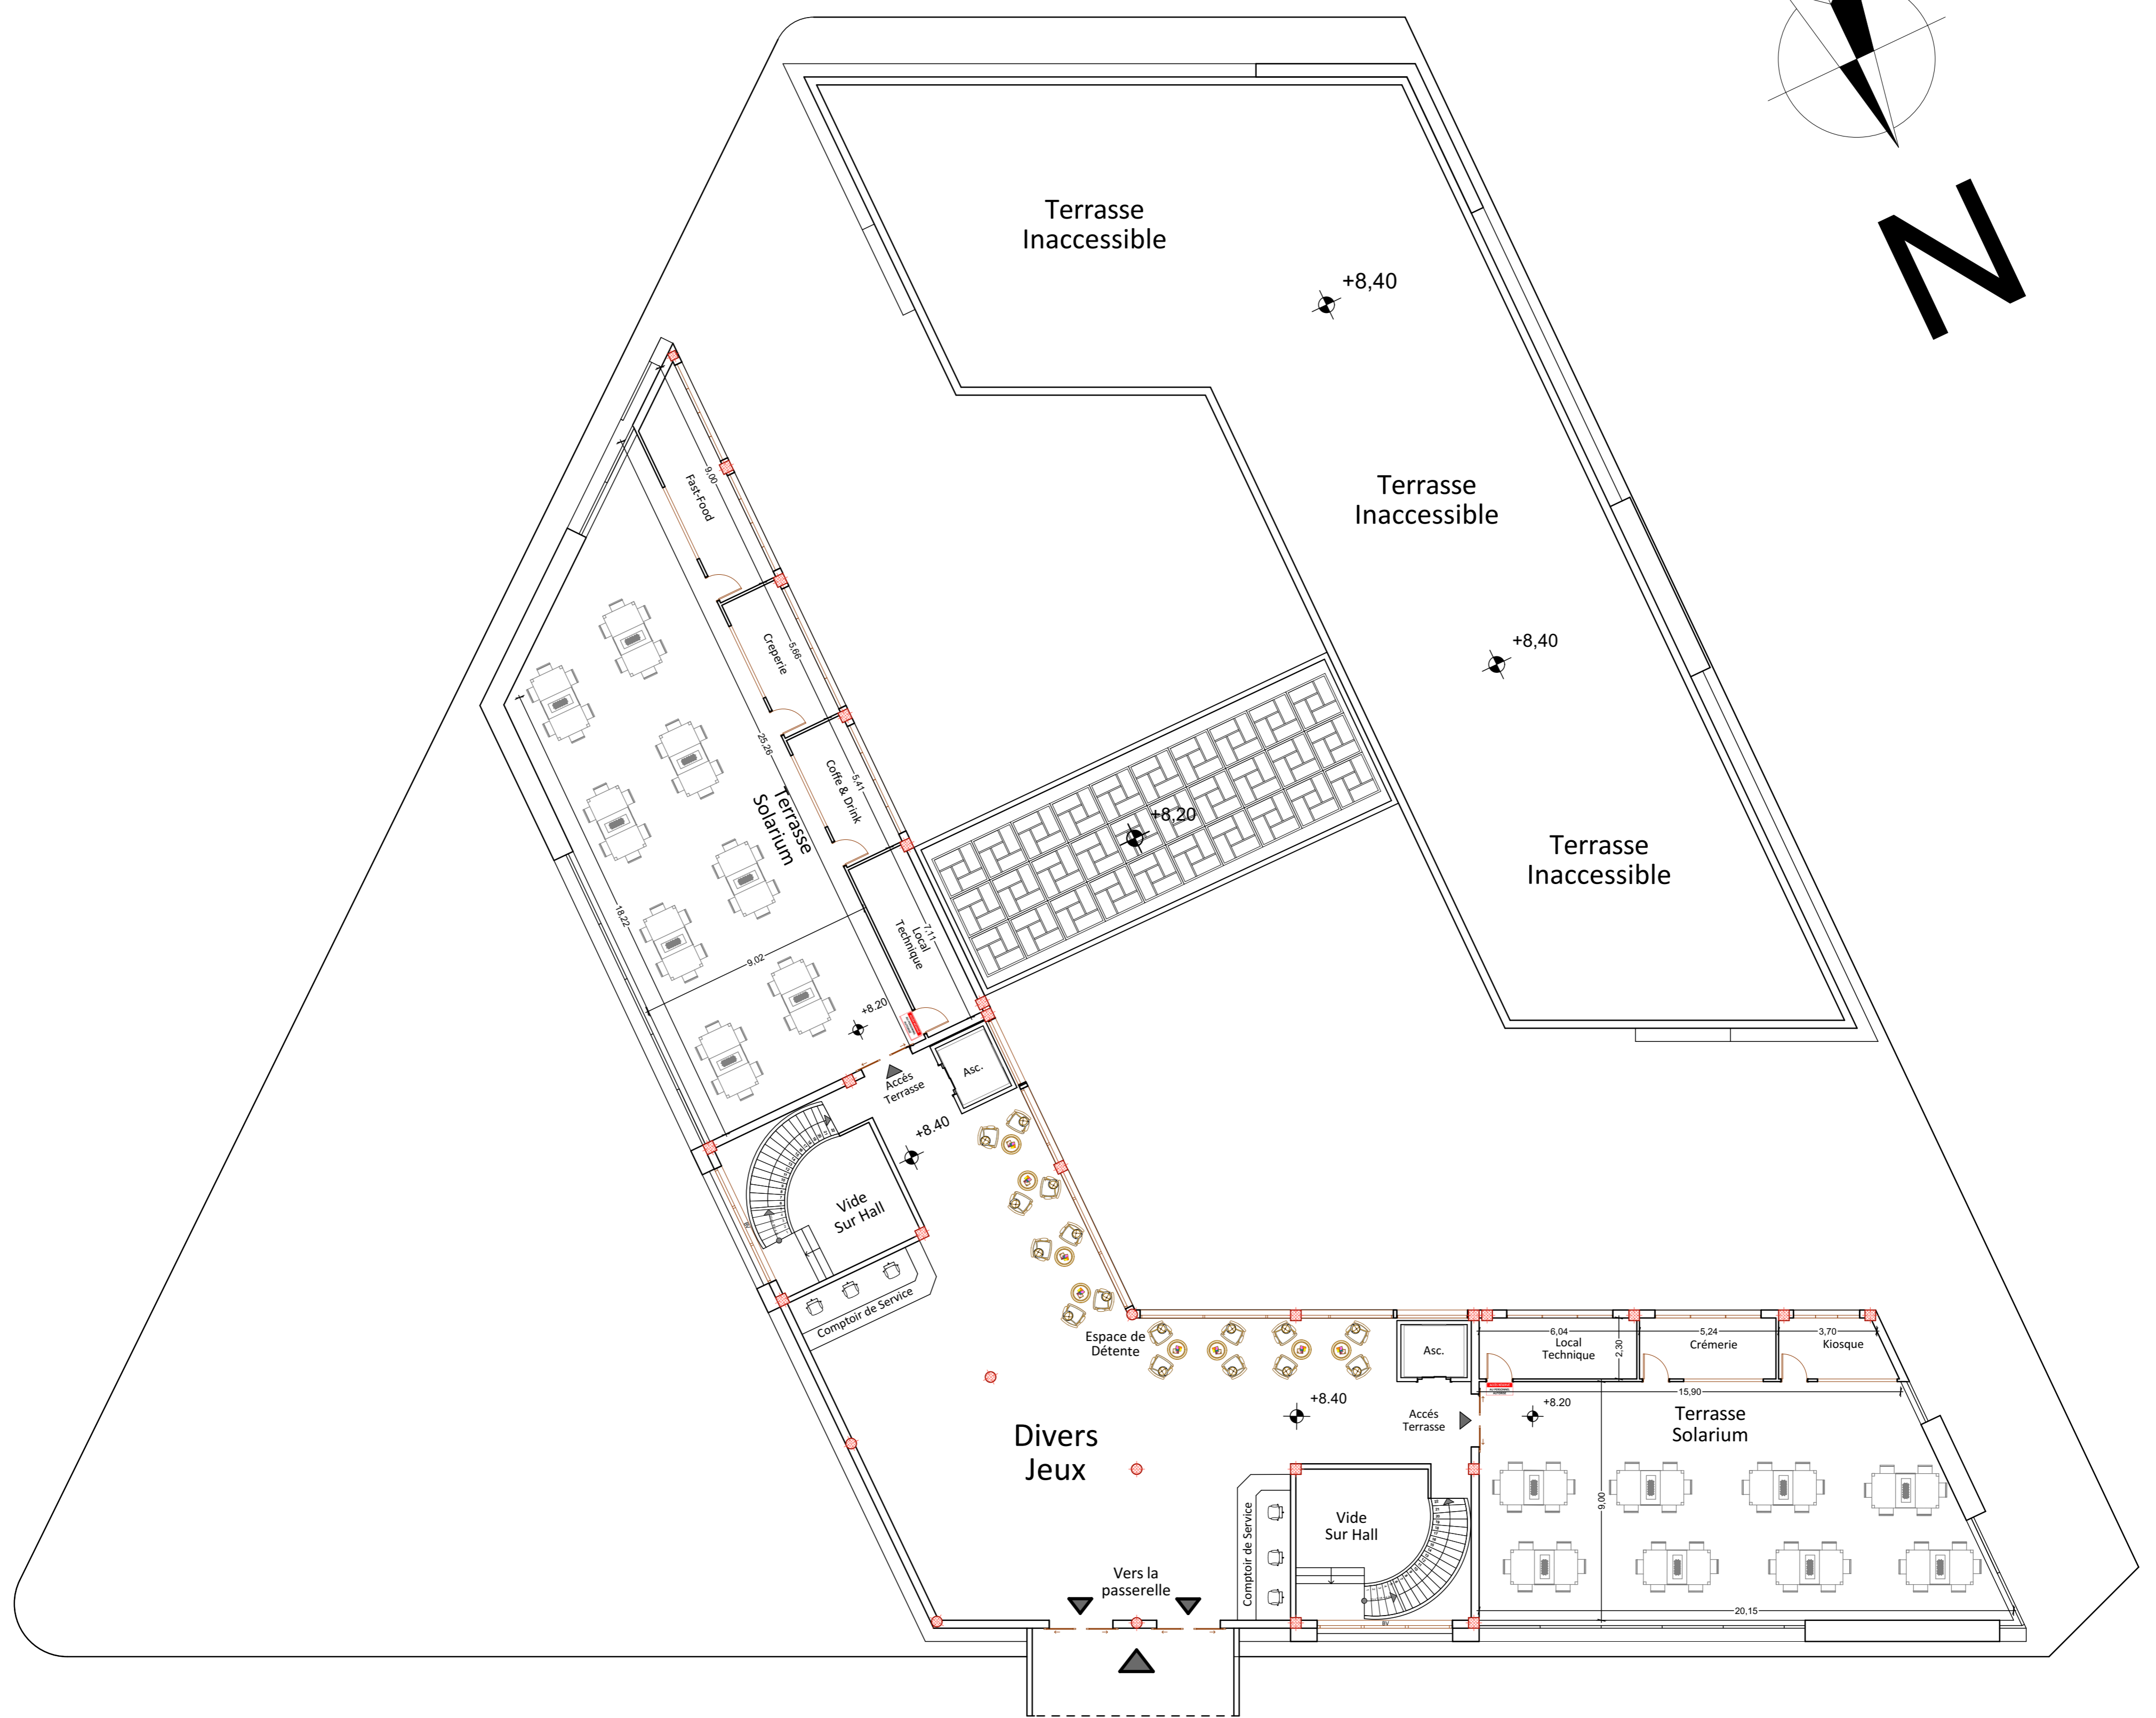 N
Terrasse
Inaccessible
+8,40
Terrasse
Inaccessible
+8,40
Terrasse
Inaccessible
9,00
Fast-Food
5,66
Creperie
25,26
5,41
Coffe & Drink
Terrasse
Solarium
+8,20
18,22
7,11
Local
Technique
9,02
+8.20
Accés
Terrasse
Asc.
+8.40
Vide
Sur Hall
Comptoir de Service
Espace de
Détente
Asc.
6,04
Local
Technique
2,30
5,24
Crémerie
3,70
Kiosque
15,90
+8.40
Accés
Terrasse
+8.20
Terrasse
Solarium
Divers
Jeux
9,00
Comptoir de Service
Vide
Sur Hall
Vers la
passerelle
20,15